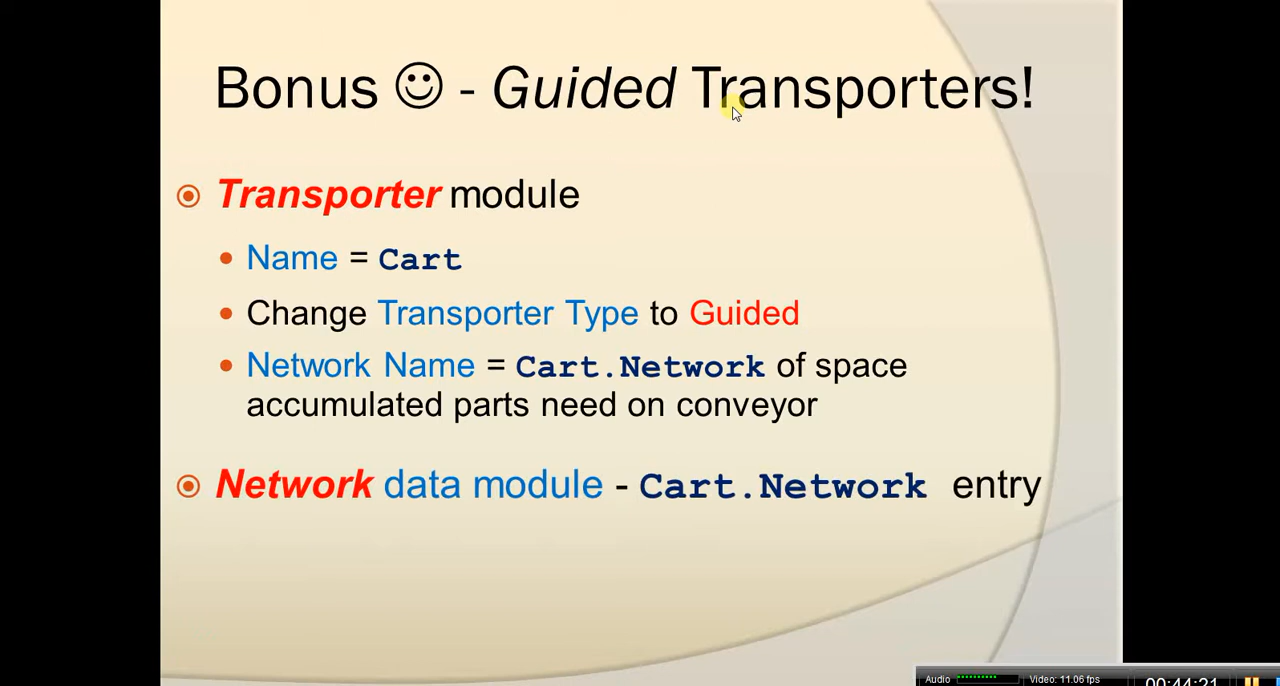 Bonus ☺ - Guided Transporters!
Transporter module
Name = Cart
Change Transporter Type to Guided
Network Name = Cart.Network of space
accumulated parts need on conveyor
Network data module - Cart.Network entry
Audio Video: 11.06 fps 00:44:21